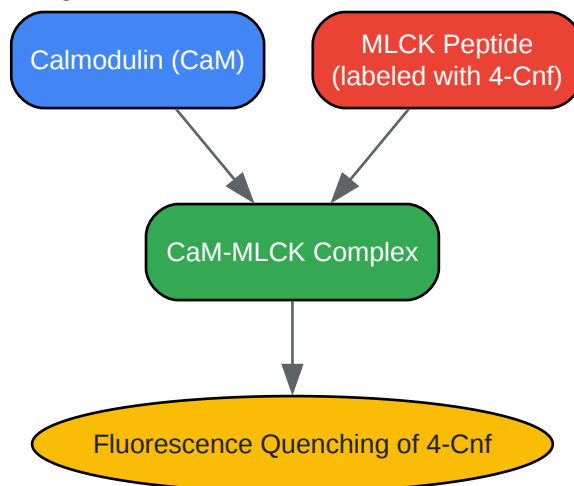 Calmodulin (CaM)
MLCK Peptide
(labeled with 4-Cnf)
CaM-MLCK Complex
Fluorescence Quenching of 4-Cnf